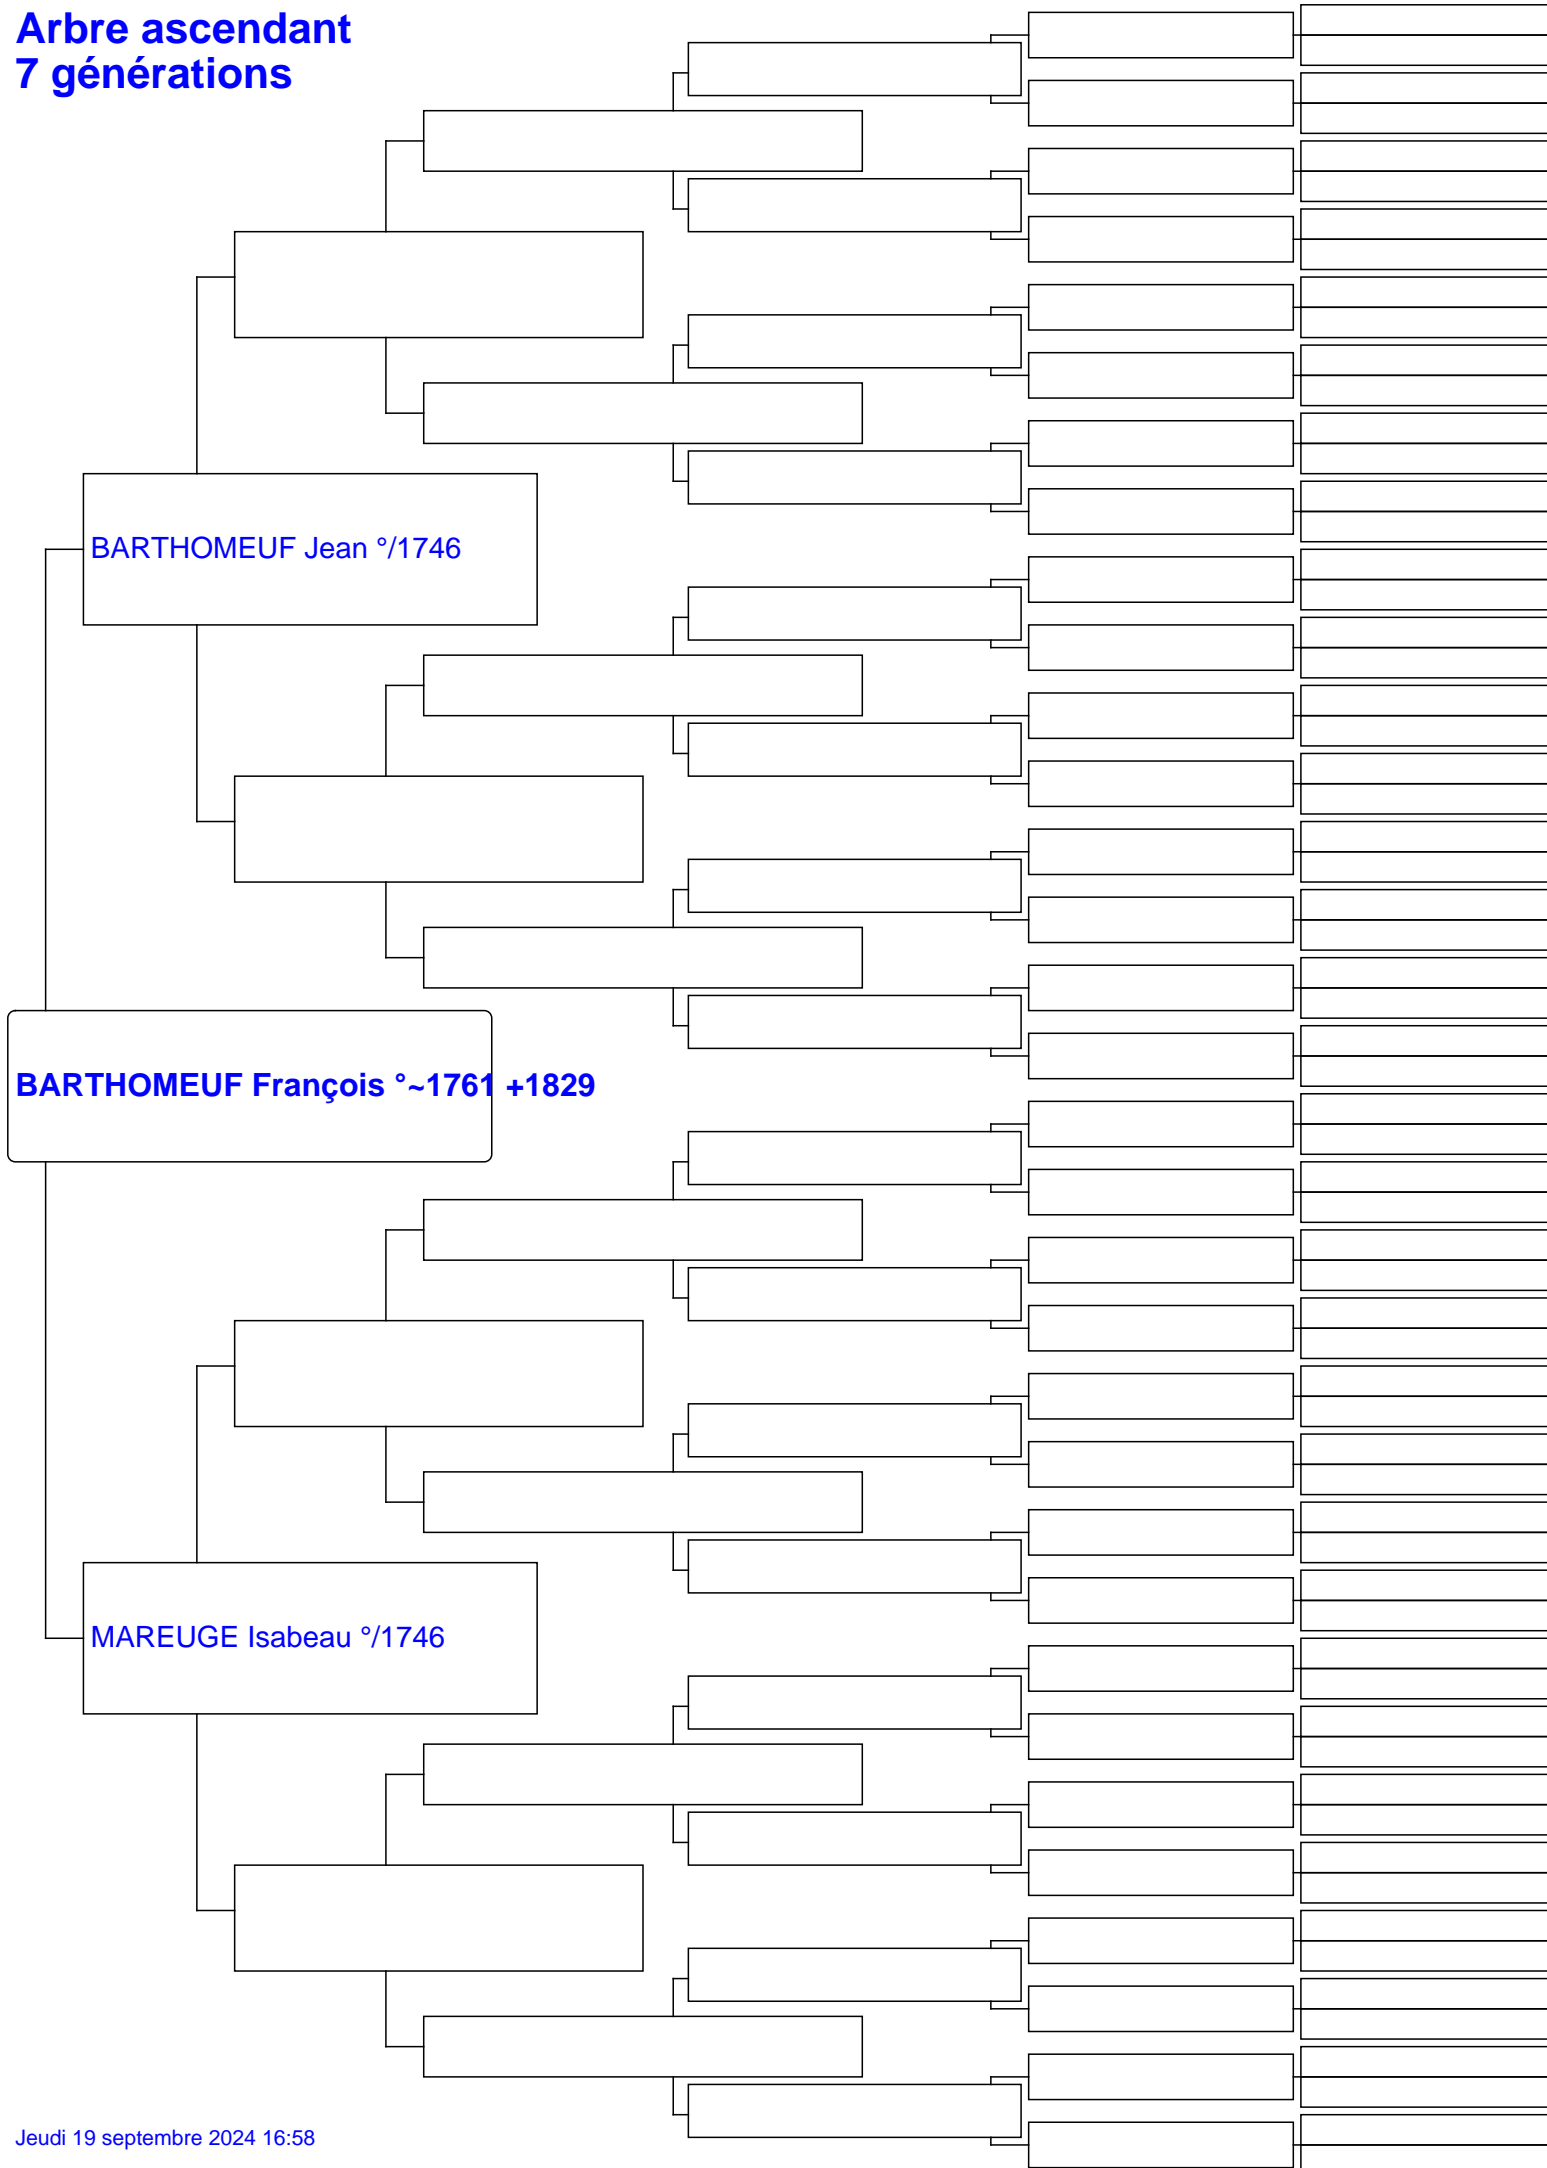 Arbre ascendant
7 générations
BARTHOMEUF Jean °/1746
BARTHOMEUF François °~1761 +1829
MAREUGE Isabeau °/1746
Jeudi 19 septembre 2024 16:58